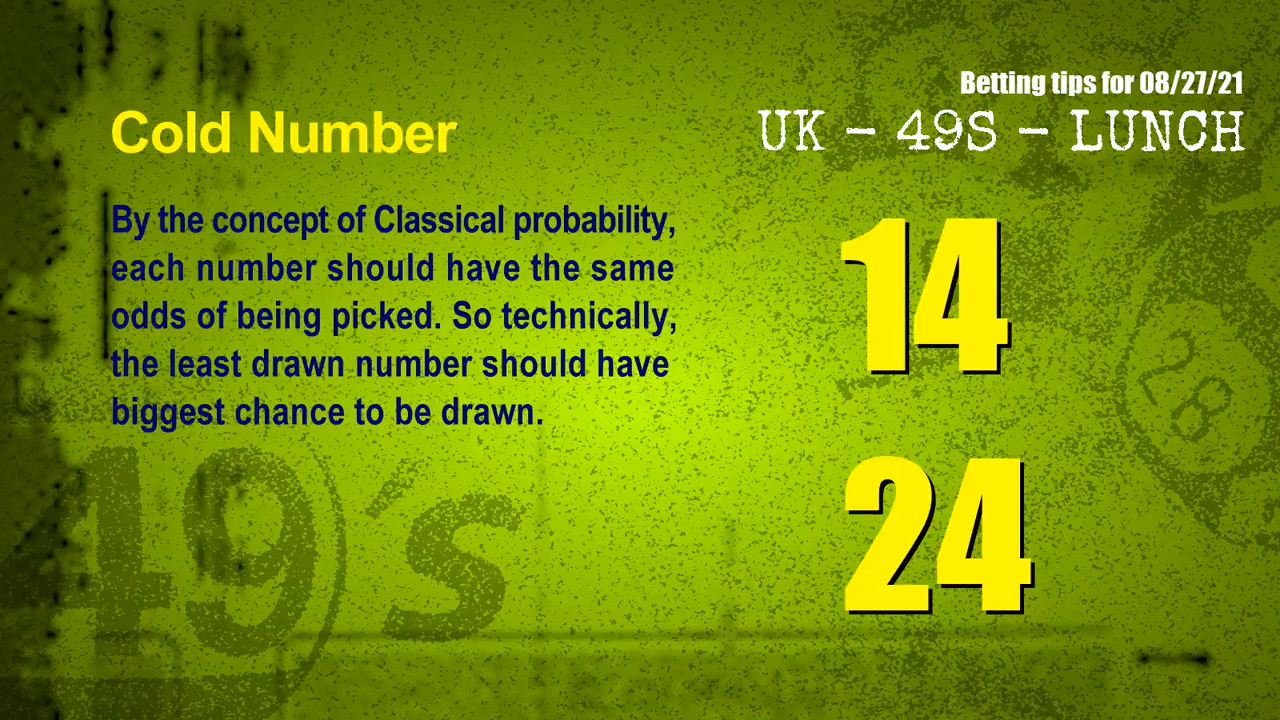 Betting tips for 08/27/21
UK - 49S - LUNCH
Cold Number
By the concept of Classical probability,
each number should have the same
odds of being picked. So technically,
the least drawn number should have
biggest chance to be drawn.
14
24
28
49's